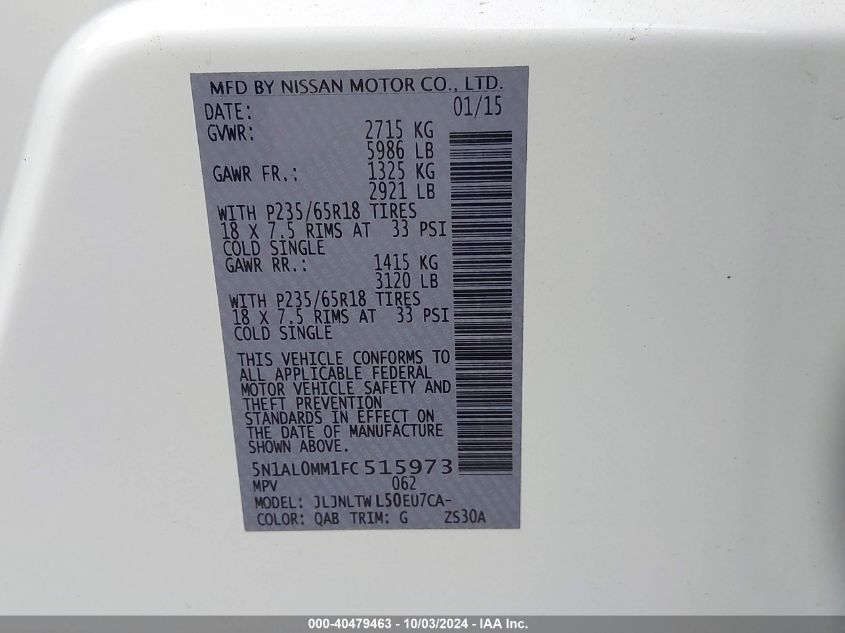 MFD BY NISSAN MOTOR CO., LTD.
DATE: 01/15
GVWR: 2715 KG
5986 LB
GAWR FR.: 1325 KG
2921 LB
WITH P235/65R18 TIRES
18 X 7.5 RIMS AT 33 PSI
COLD SINGLE
GAWR RR.: 1415 KG
3120 LB
WITH P235/65R18 TIRES
18 X 7.5 RIMS AT 33 PSI
COLD SINGLE
THIS VEHICLE CONFORMS TO
ALL APPLICABLE FEDERAL
MOTOR VEHICLE SAFETY AND
THEFT PREVENTION
STANDARDS IN EFFECT ON
THE DATE OF MANUFACTURE
SHOWN ABOVE.
5N1AL0MM1FC515973
MPV 062
MODEL: JLJNLTWL50EU7CA-
COLOR: QAB TRIM: G ZS30A
000-40479463 - 10/03/2024 - IAA Inc.